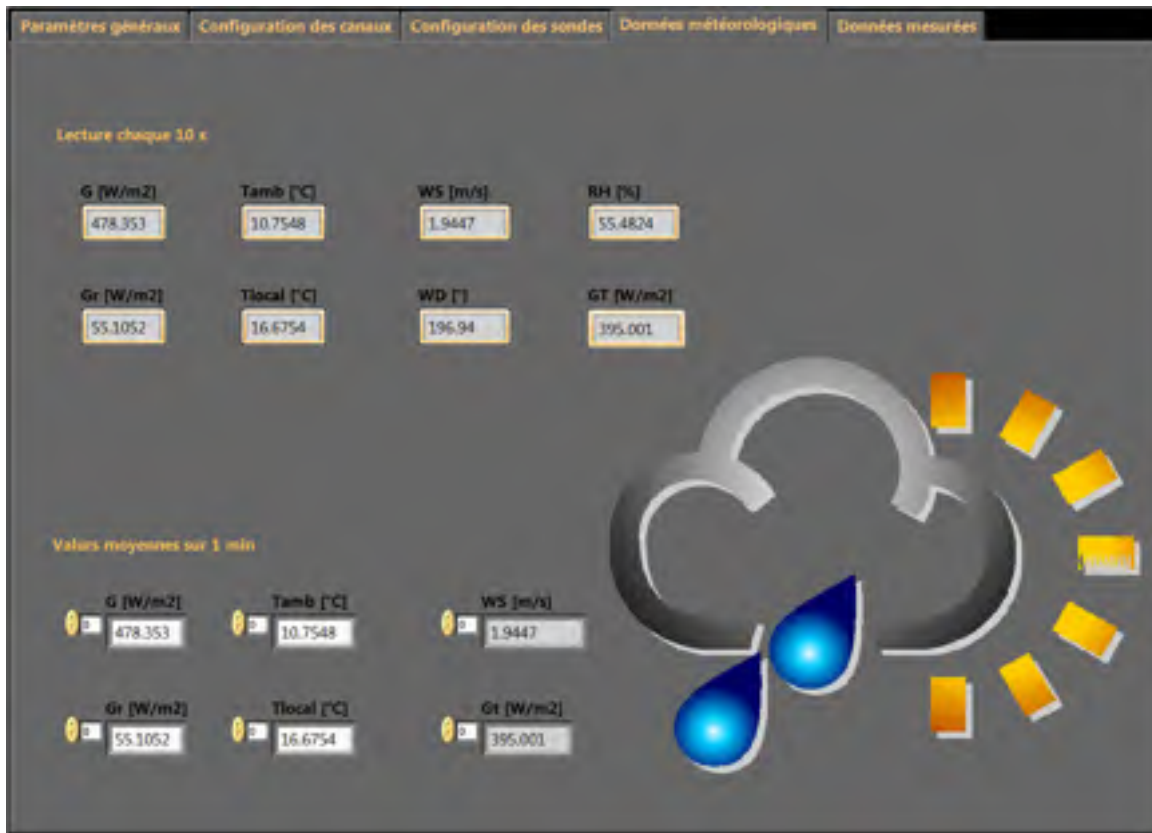 Paramètres généraux Configuration des canaux Configuration des sondes Données météorologiques Données mesurées
Lecture chaque 10 x
G [W/m2] Tamb [°C] WS [m/s] RH [%]
478.353 10.7548 1.9447 55.4824
Gr [W/m2] Tlocal [°C] WD [°] GT [W/m2]
55.1052 16.6754 196.94 395.001
Valurs moyennes sur 1 min
G [W/m2] Tamb [°C] WS [m/s]
0 478.353 0 10.7548 0 1.9447
Gr [W/m2] Tlocal [°C] Gt [W/m2]
0 55.1052 0 16.6754 0 395.001